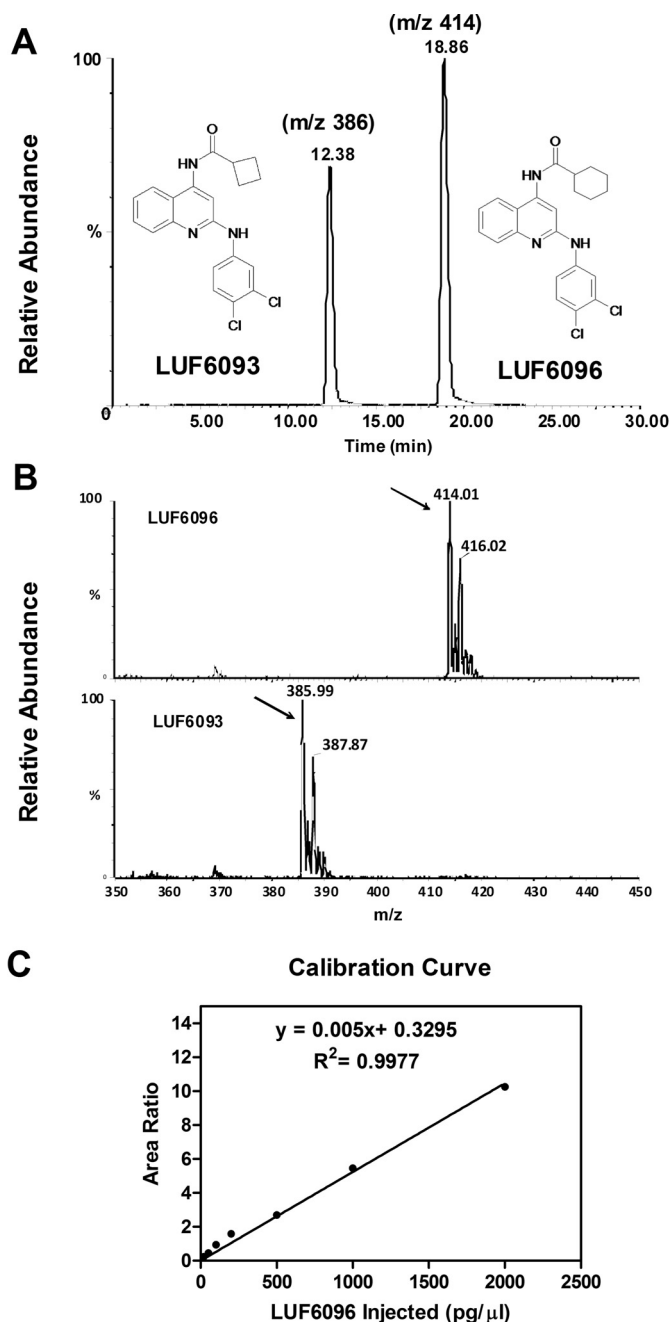 A
(m/z 414)
18.86
100
(m/z 386)
12.38
O
HN
N
NH
Cl
Cl
O
HN
N
NH
Cl
Cl
%
Relative Abundance
LUF6093
LUF6096
0
5.00
10.00
15.00
20.00
25.00
30.00
Time (min)
B
100
LUF6096
414.01
416.02
%
0
Relative Abundance
100
LUF6093
385.99
387.87
%
0
Relative Abundance
350 360 370 380 390 400 410 420 430 440 450
m/z
C
Calibration Curve
y = 0.005x+ 0.3295
R²= 0.9977
14
12
10
8
6
4
2
0
Area Ratio
0 500 1000 1500 2000 2500
LUF6096 Injected (pg/μl)